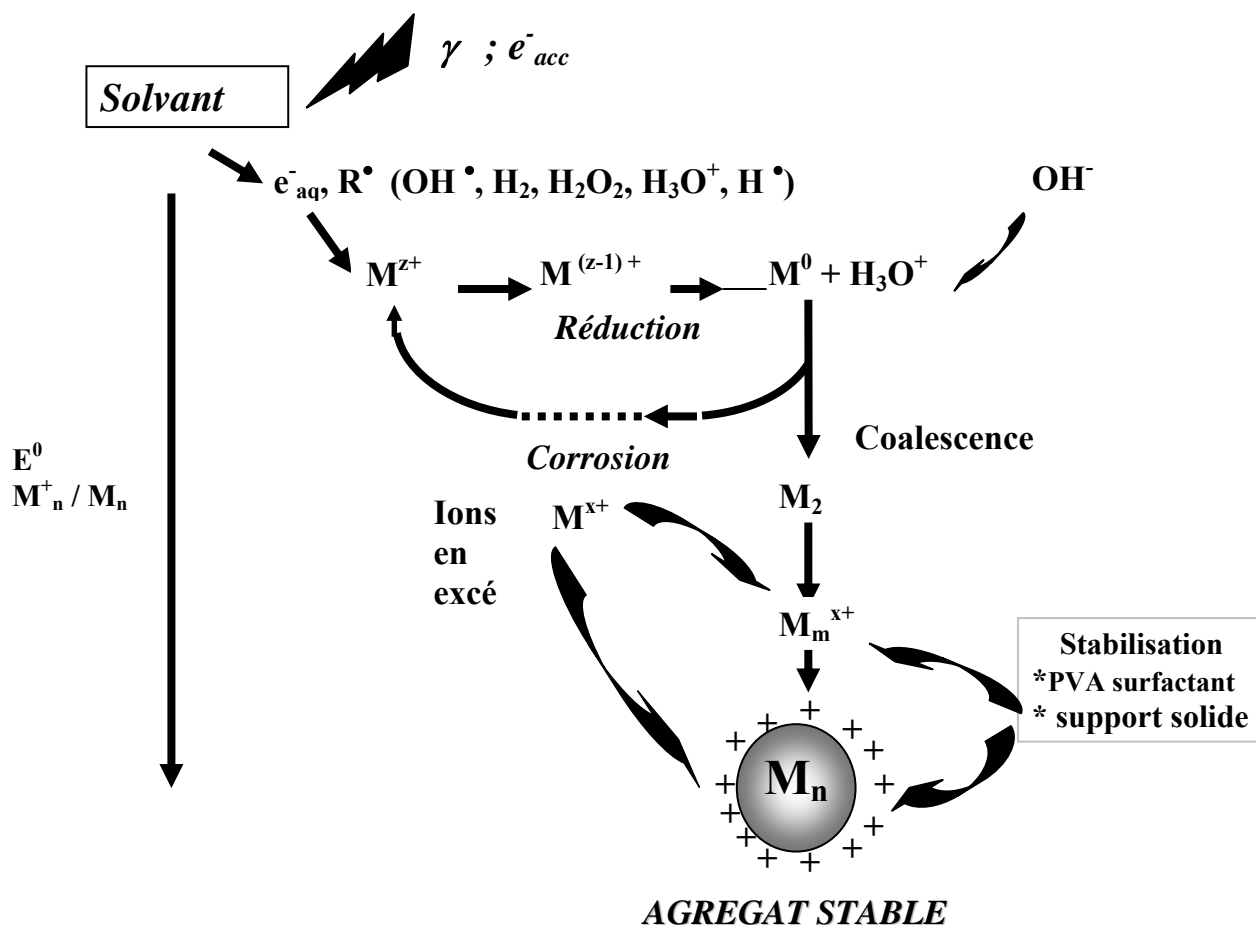 γ ; e⁻acc
Solvant
e⁻aq, R• (OH •, H₂, H₂O₂, H₃O⁺, H •)
OH⁻
Mᶻ⁺
M ⁽ᶻ⁻¹⁾ ⁺
M⁰ + H₃O⁺
Réduction
Corrosion
Coalescence
E⁰
M⁺ₙ / Mₙ
Ions
en
excé
Mˣ⁺
M₂
Mₘˣ⁺
Stabilisation
*PVA surfactant
* support solide
+ + + + + + + + + + + + + + + + +
Mₙ
AGREGAT STABLE